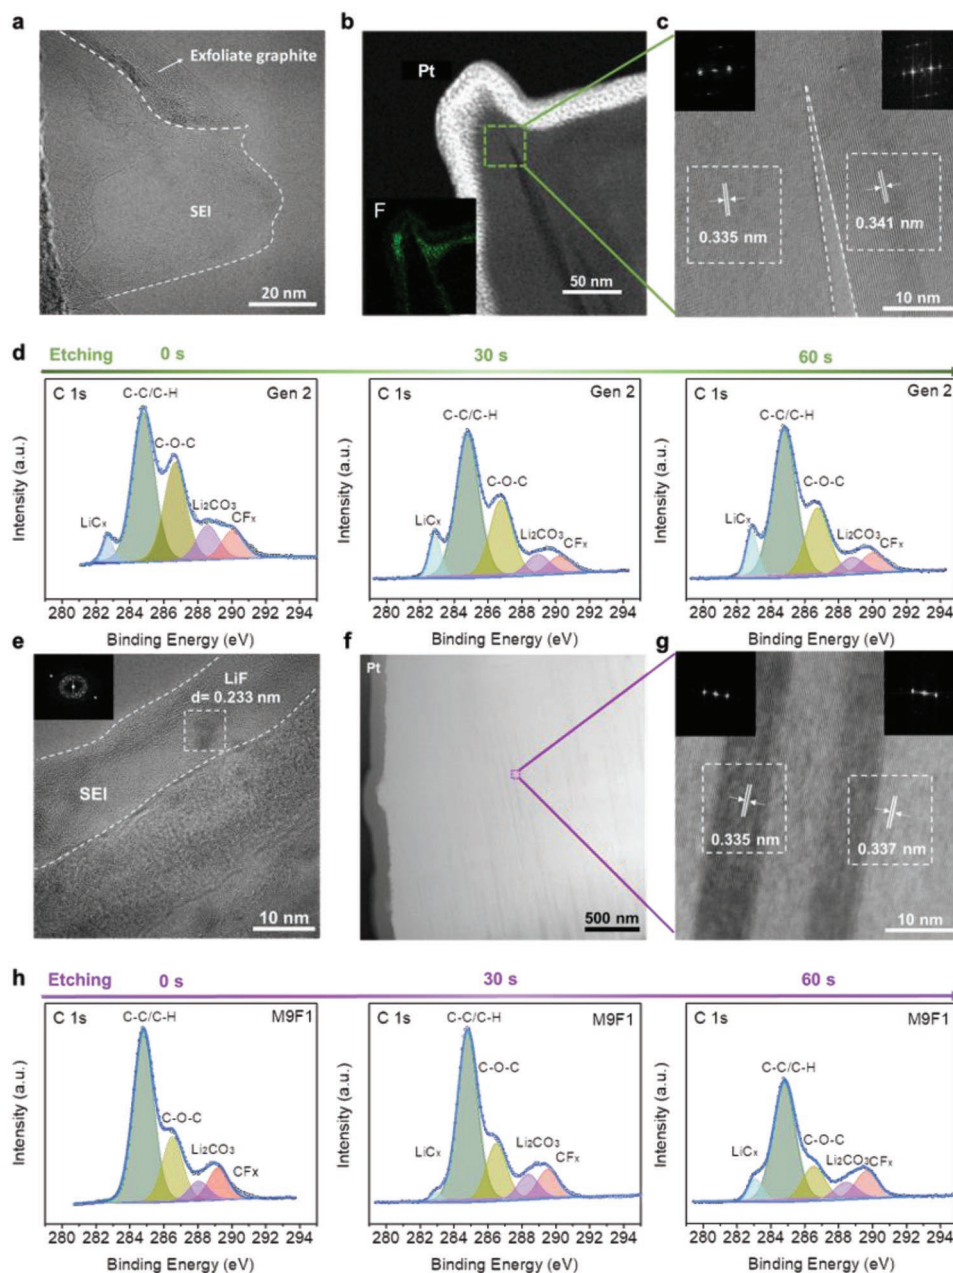 a
Exfoliate graphite
SEI
20 nm
b
Pt
F
50 nm
c
0.335 nm
0.341 nm
10 nm
d
Etching 0 s 30 s 60 s
C 1s
Gen 2
C-C/C-H
C-O-C
LiCₓ
Li₂CO₃
CFₓ
Intensity (a.u.)
280 282 284 286 288 290 292 294
Binding Energy (eV)
C 1s
Gen 2
C-C/C-H
C-O-C
LiCₓ
Li₂CO₃
CFₓ
Intensity (a.u.)
280 282 284 286 288 290 292 294
Binding Energy (eV)
C 1s
Gen 2
C-C/C-H
C-O-C
LiCₓ
Li₂CO₃
CFₓ
Intensity (a.u.)
280 282 284 286 288 290 292 294
Binding Energy (eV)
e
LiF
d= 0.233 nm
SEI
10 nm
f
Pt
500 nm
g
0.335 nm
0.337 nm
10 nm
h
Etching 0 s 30 s 60 s
C 1s
M9F1
C-C/C-H
C-O-C
Li₂CO₃
CFₓ
Intensity (a.u.)
280 282 284 286 288 290 292 294
Binding Energy (eV)
C 1s
M9F1
C-C/C-H
C-O-C
LiCₓ
Li₂CO₃
CFₓ
Intensity (a.u.)
280 282 284 286 288 290 292 294
Binding Energy (eV)
C 1s
M9F1
C-C/C-H
C-O-C
LiCₓ
Li₂CO₃
CFₓ
Intensity (a.u.)
280 282 284 286 288 290 292 294
Binding Energy (eV)